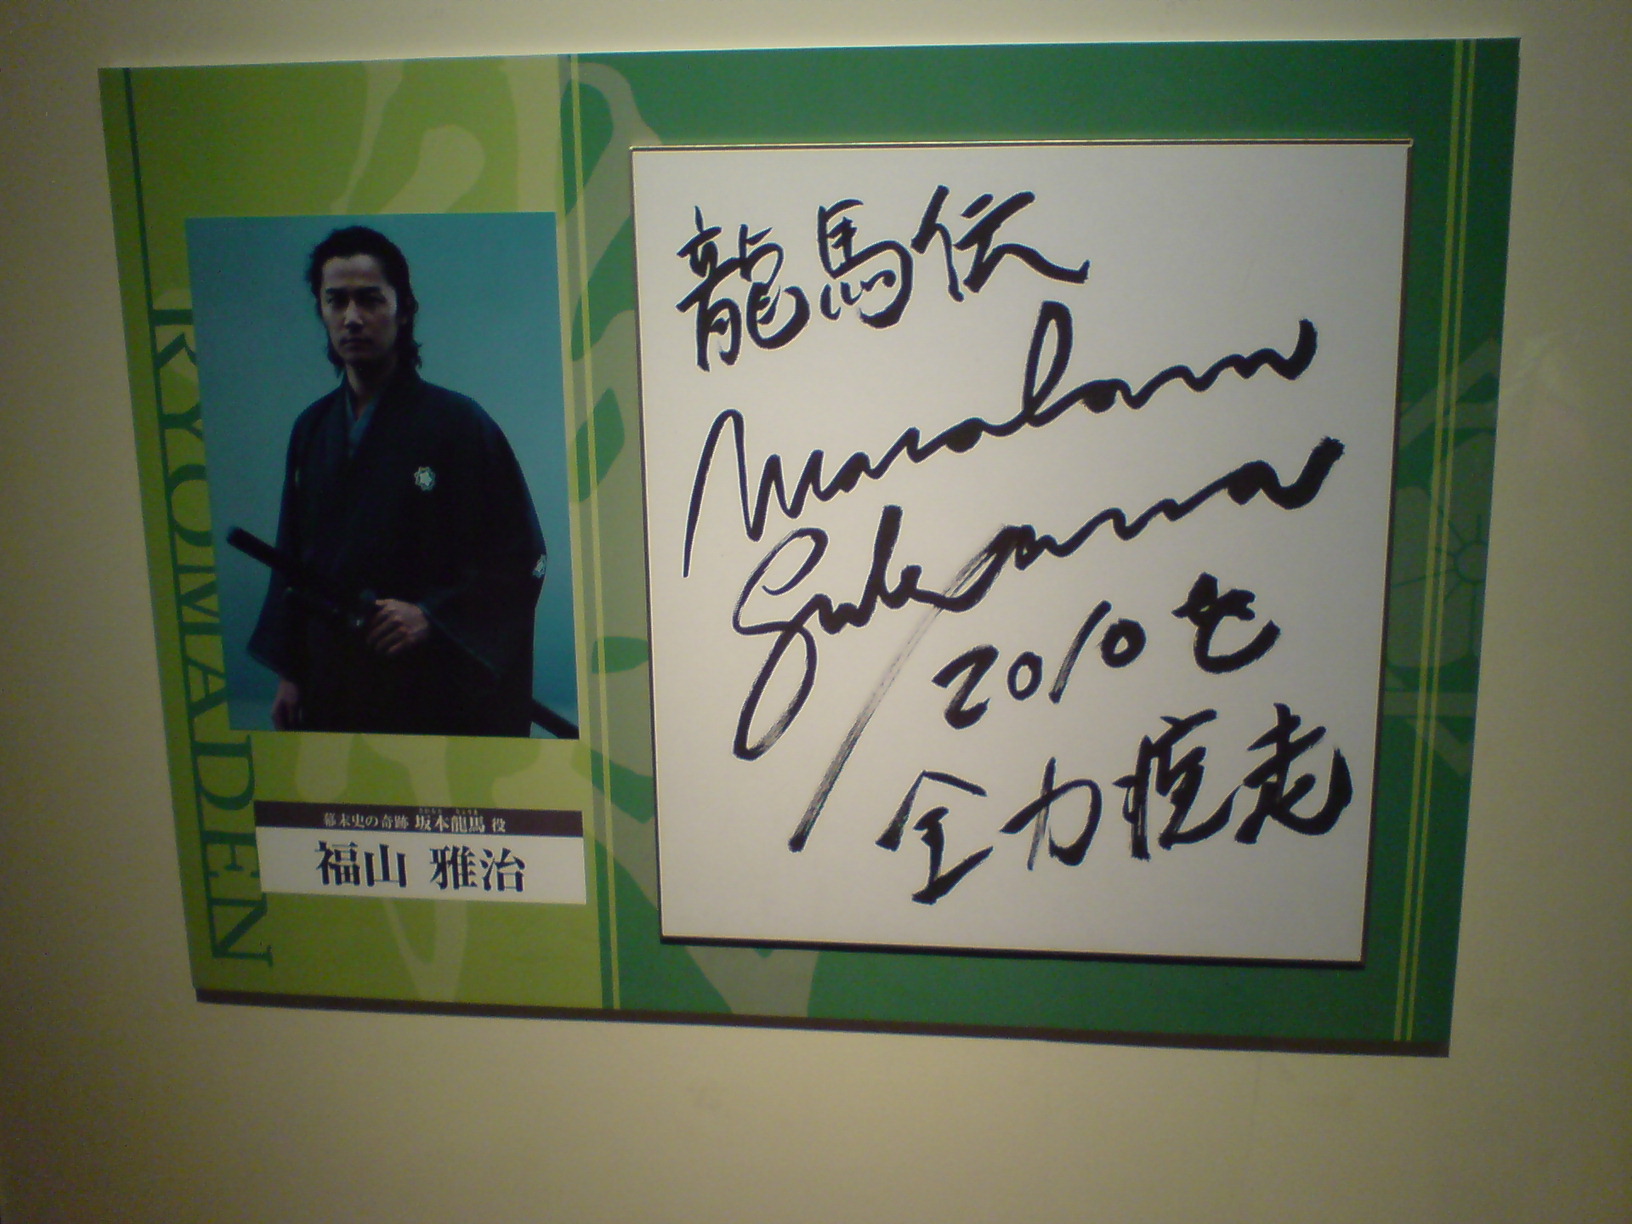 RYOMADEN
幕末史の奇跡 坂本龍馬 役
福山 雅治
龍馬伝
Masaharu
Fukuyama
2010を
全力疾走